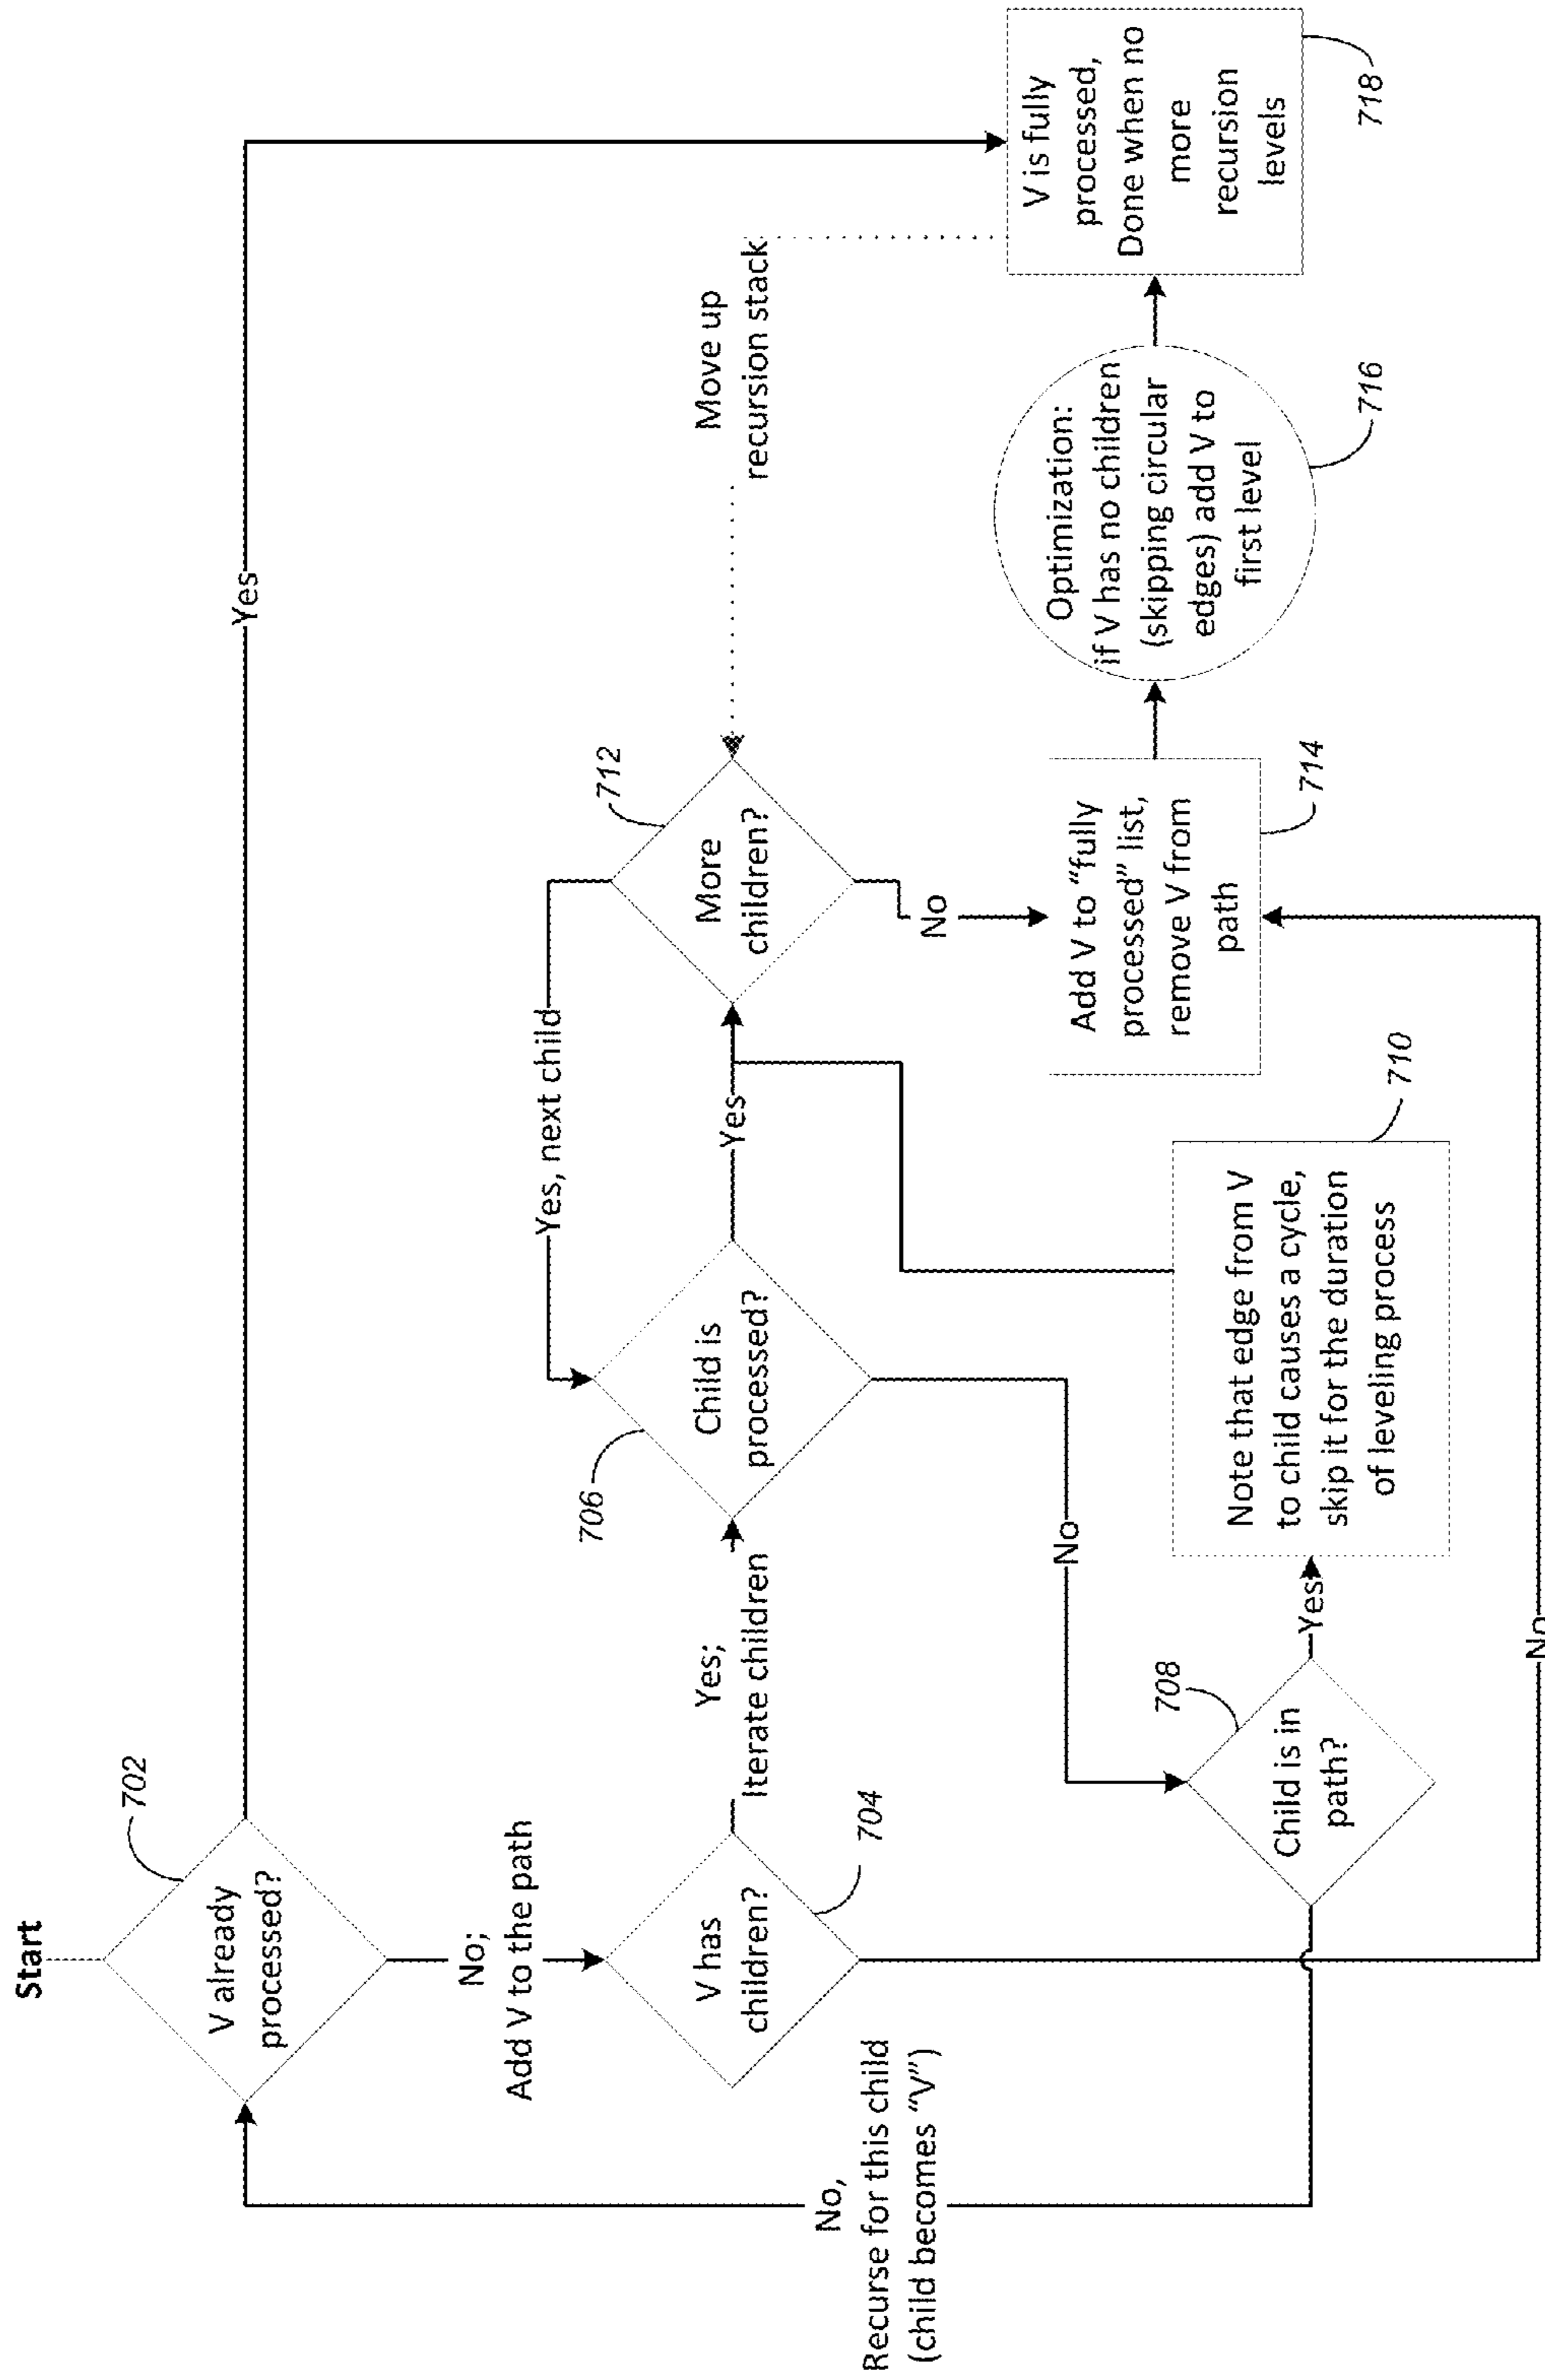 Start
V already
processed?
702
Yes
No;
Add V to the path
V has
children?
704
Yes;
Iterate children
Child is
processed?
706
Yes, next child
Yes
More
children?
712
Move up
recursion stack
No,
Recurse for this child
(child becomes “V”)
No
Child is in
path?
708
Yes
Note that edge from V
to child causes a cycle,
skip it for the duration
of leveling process
710
No
Add V to “fully
processed” list,
remove V from
path
714
Optimization:
if V has no children
(skipping circular
edges) add V to
first level
716
V is fully
processed,
Done when no
more
recursion
levels
718
No